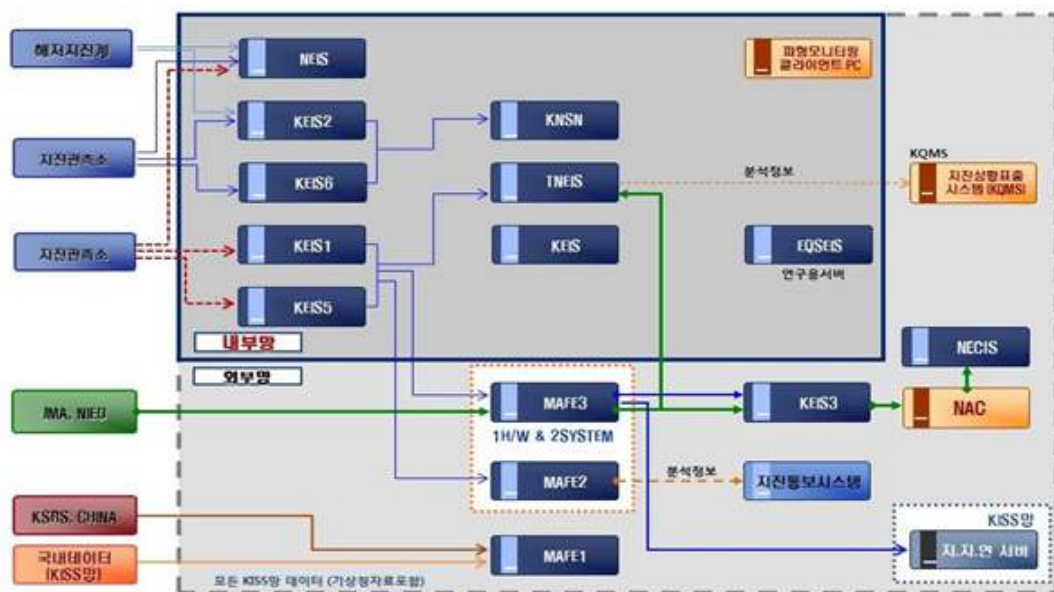 해저지진계
NEIS
파형모니터링
클라이언트 PC
KEIS2
KNSN
지진관측소
KEIS6
TNEIS
분석정보
KQMS
지진상황표출
시스템(KQMS)
지진관측소
KEIS1
KEIS
EQSEIS
연구용서버
KEIS5
내부망
외부망
NECIS
JMA. NIED
MAFE3
KEIS3
NAC
1H/W & 2SYSTEM
MAFE2
분석정보
지진통보시스템
KSRS. CHINA
KISS망
국내데이터
(KISS망)
MAFE1
지.자.연 서버
모든 KISS망 데이터 (기상청자료포함)